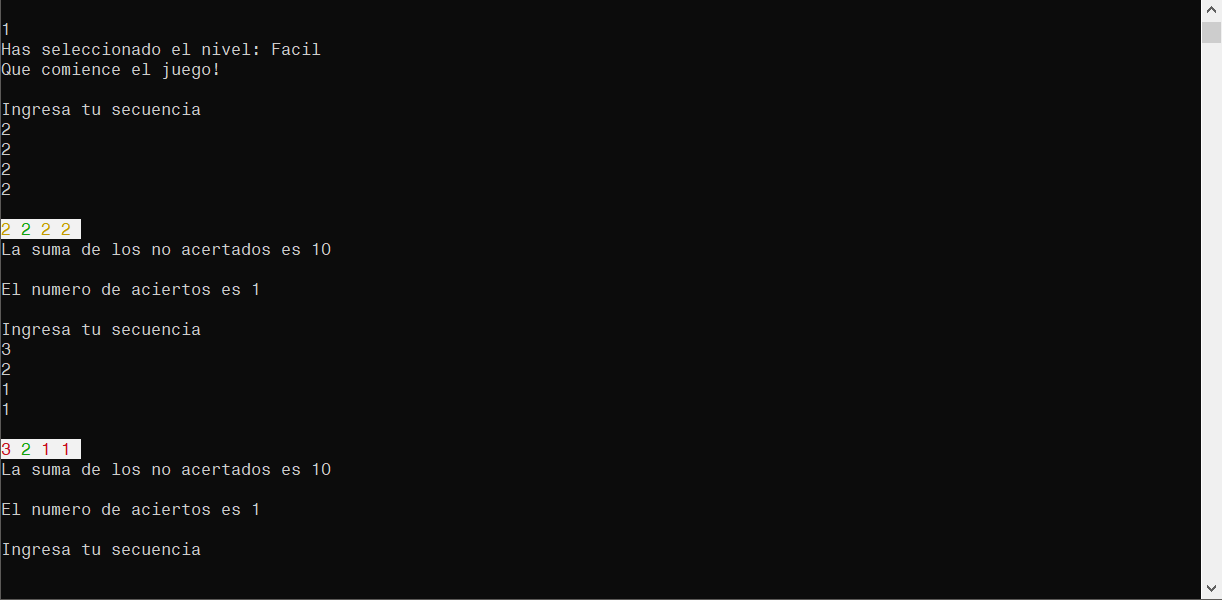 1
Has seleccionado el nivel: Facil
Que comience el juego!
Ingresa tu secuencia
2
2
2
2
2 2 2 2
La suma de los no acertados es 10
El numero de aciertos es 1
Ingresa tu secuencia
3
2
1
1
3 2 1 1
La suma de los no acertados es 10
El numero de aciertos es 1
Ingresa tu secuencia